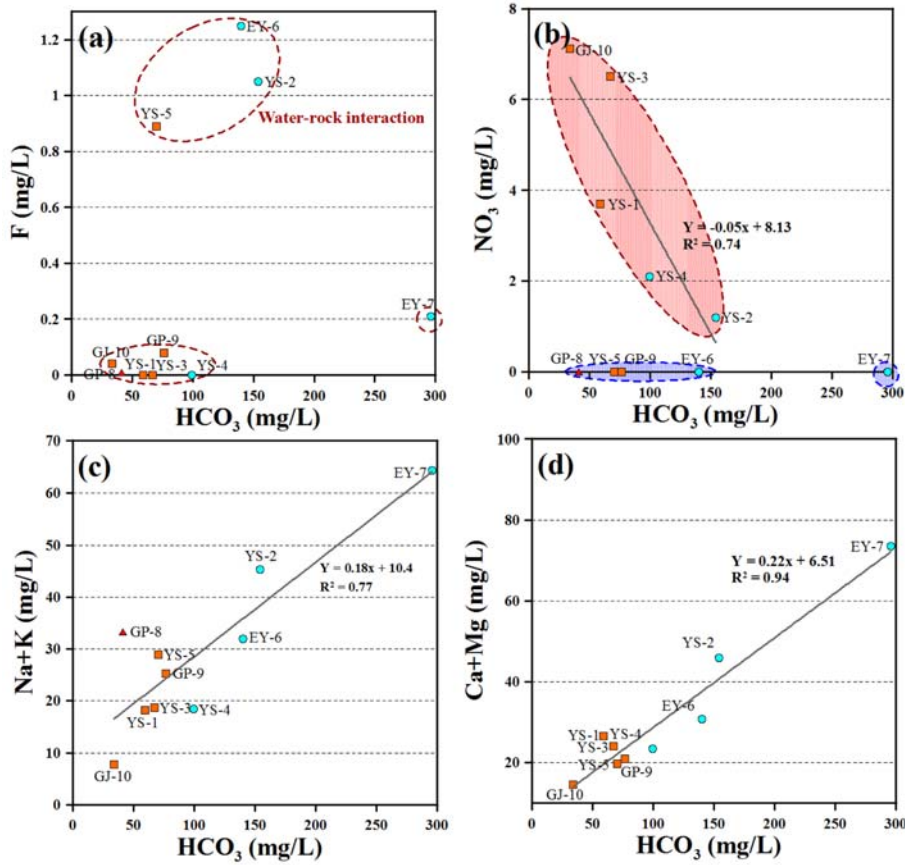 (a)
EY-6
YS-2
YS-5
Water-rock interaction
EY-7
GP-9
GJ-10
YS-1
YS-3
YS-4
GP-8
1.2
1
0.8
0.6
0.4
0.2
0
0 50 100 150 200 250 300
F (mg/L)
HCO3 (mg/L)
(b)
GJ-10
YS-3
YS-1
Y = -0.05x + 8.13
R² = 0.74
YS-4
YS-2
GP-8 YS-5 GP-9 EY-6 EY-7
8
6
4
2
0
0 50 100 150 200 250 300
NO3 (mg/L)
HCO3 (mg/L)
(c)
EY-7
YS-2
Y = 0.18x + 10.4
R² = 0.77
GP-8
EY-6
YS-5
GP-9
YS-3
YS-4
YS-1
GJ-10
70
60
50
40
30
20
10
0
0 50 100 150 200 250 300
Na+K (mg/L)
HCO3 (mg/L)
(d)
EY-7
Y = 0.22x + 6.51
R² = 0.94
YS-2
EY-6
YS-1 YS-4
YS-3
YS-5
GP-9
GJ-10
100
80
60
40
20
0 50 100 150 200 250 300
Ca+Mg (mg/L)
HCO3 (mg/L)